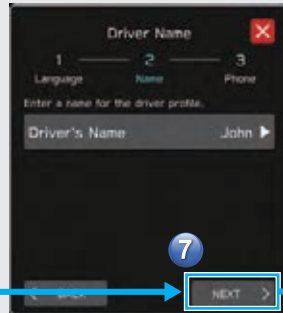 Driver Name
1 2 3
Language Name Phone
Enter a name for the driver profile.
Driver's Name John
7
BACK NEXT